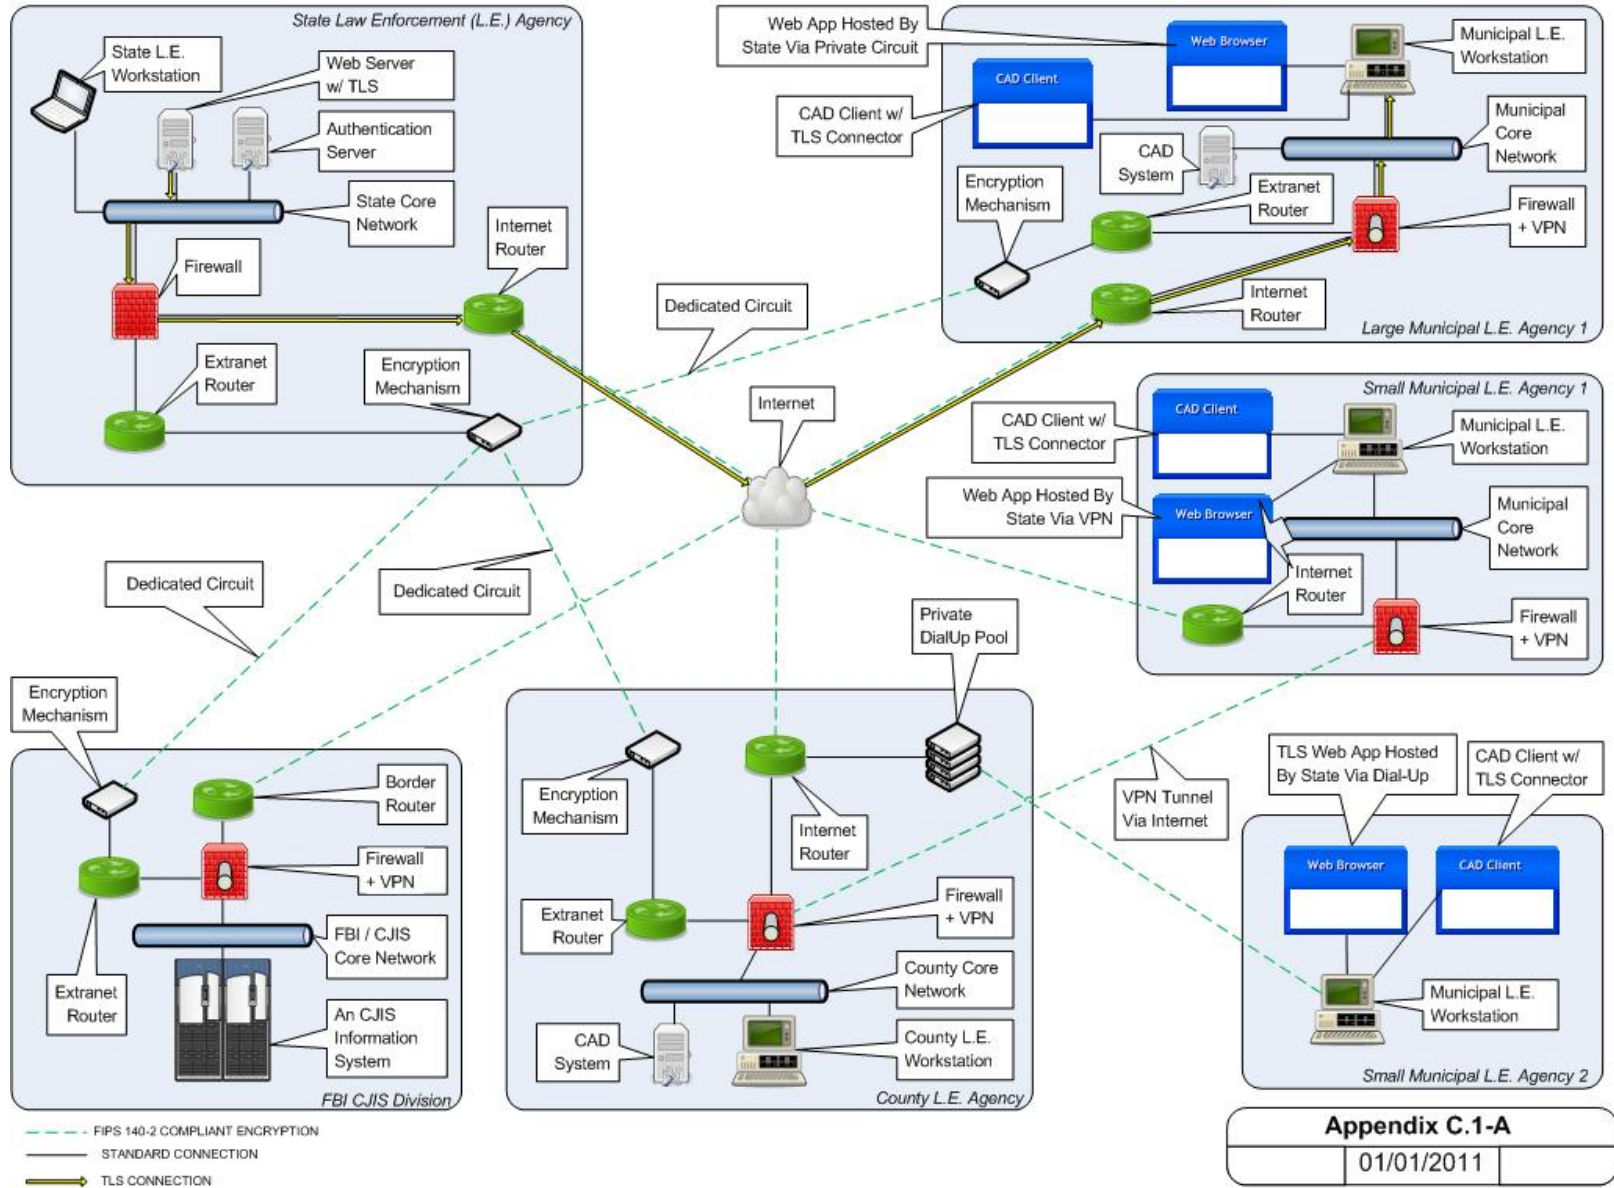 State Law Enforcement (L.E.) Agency
State L.E.
Workstation
Web Server
w/ TLS
Authentication
Server
State Core
Network
Internet
Router
Firewall
Extranet
Router
Encryption
Mechanism
Dedicated Circuit
Internet
Web App Hosted By
State Via Private Circuit
Web Browser
CAD Client
Municipal L.E.
Workstation
CAD Client w/
TLS Connector
CAD
System
Municipal
Core
Network
Encryption
Mechanism
Extranet
Router
Firewall
+ VPN
Internet
Router
Large Municipal L.E. Agency 1
Small Municipal L.E. Agency 1
CAD Client
CAD Client w/
TLS Connector
Municipal L.E.
Workstation
Web App Hosted By
State Via VPN
Web Browser
Municipal
Core
Network
Internet
Router
Firewall
+ VPN
Dedicated Circuit
Dedicated Circuit
Private
DialUp Pool
Encryption
Mechanism
Border
Router
Firewall
+ VPN
FBI / CJIS
Core Network
Extranet
Router
An CJIS
Information
System
FBI CJIS Division
Encryption
Mechanism
Internet
Router
Extranet
Router
Firewall
+ VPN
County Core
Network
CAD
System
County L.E.
Workstation
County L.E. Agency
VPN Tunnel
Via Internet
TLS Web App Hosted
By State Via Dial-Up
CAD Client w/
TLS Connector
Web Browser
CAD Client
Municipal L.E.
Workstation
Small Municipal L.E. Agency 2
FIPS 140-2 COMPLIANT ENCRYPTION
STANDARD CONNECTION
TLS CONNECTION
Appendix C.1-A
01/01/2011